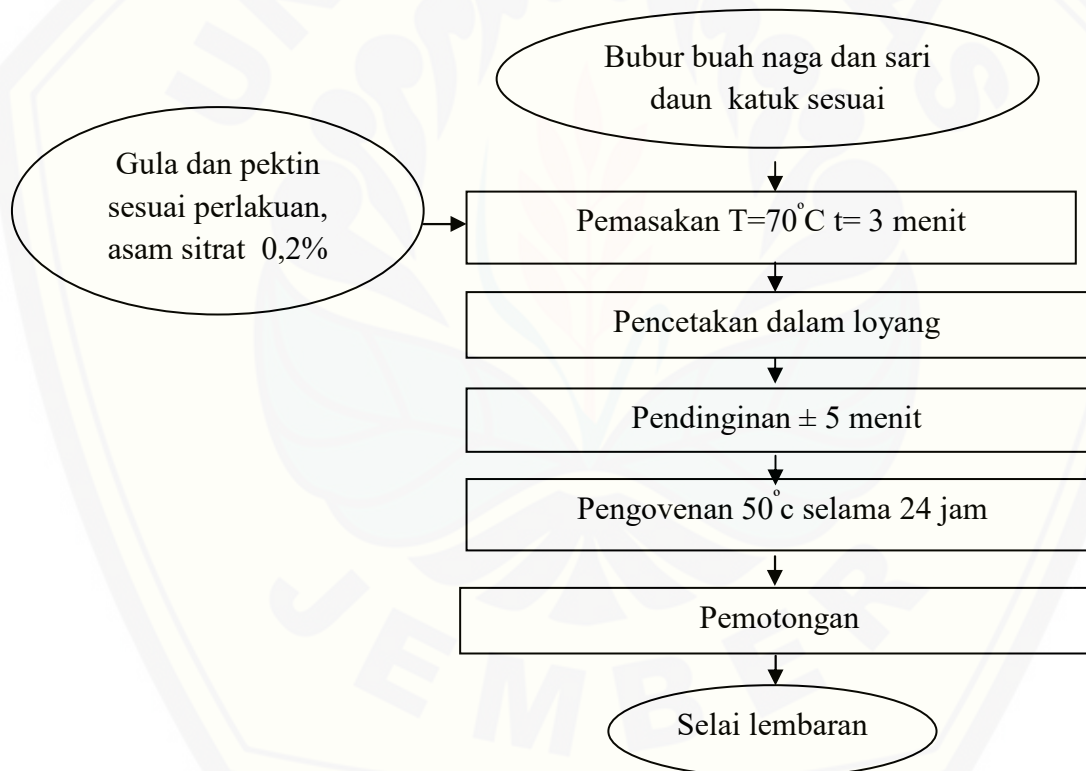 Bubur buah naga dan sari
daun katuk sesuai
Gula dan pektin
sesuai perlakuan,
asam sitrat 0,2%
Pemasakan T=70°C t= 3 menit
Pencetakan dalam loyang
Pendinginan ± 5 menit
Pengovenan 50°c selama 24 jam
Pemotongan
Selai lembaran
JEMBER